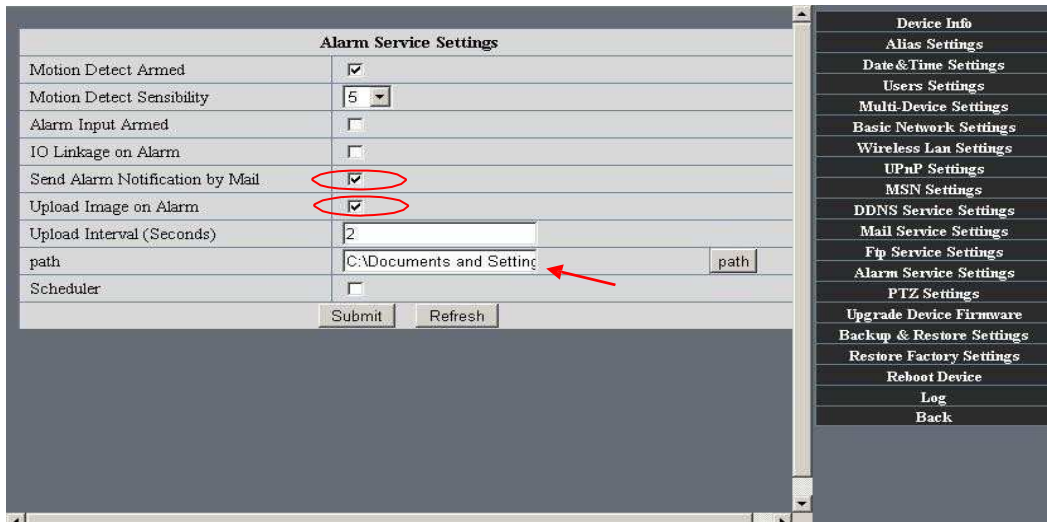 Alarm Service Settings
Motion Detect Armed
Motion Detect Sensibility 5
Alarm Input Armed
IO Linkage on Alarm
Send Alarm Notification by Mail
Upload Image on Alarm
Upload Interval (Seconds) 2
path C:\Documents and Setting path
Scheduler
Submit Refresh
Device Info
Alias Settings
Date&Time Settings
Users Settings
Multi-Device Settings
Basic Network Settings
Wireless Lan Settings
UPnP Settings
MSN Settings
DDNS Service Settings
Mail Service Settings
Ftp Service Settings
Alarm Service Settings
PTZ Settings
Upgrade Device Firmware
Backup & Restore Settings
Restore Factory Settings
Reboot Device
Log
Back